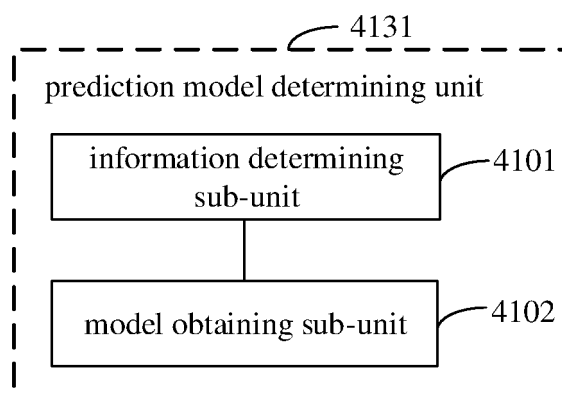 4131
prediction model determining unit
information determining
sub-unit
4101
model obtaining sub-unit
4102